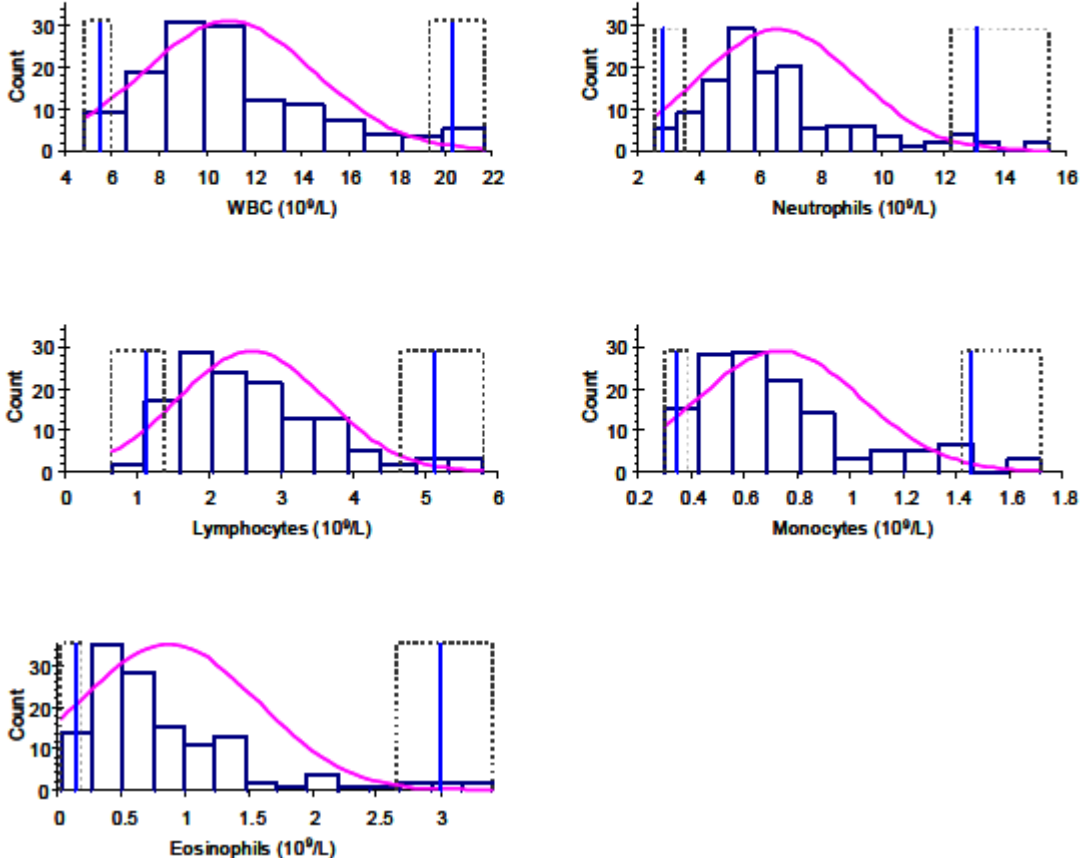 Count
30
20
10
0
4 6 8 10 12 14 16 18 20 22
WBC (10⁹/L)
Count
30
20
10
0
2 4 6 8 10 12 14 16
Neutrophils (10⁹/L)
Count
30
20
10
0
0 1 2 3 4 5 6
Lymphocytes (10⁹/L)
Count
30
20
10
0
0.2 0.4 0.6 0.8 1 1.2 1.4 1.6 1.8
Monocytes (10⁹/L)
Count
30
20
10
0
0 0.5 1 1.5 2 2.5 3
Eosinophils (10⁹/L)